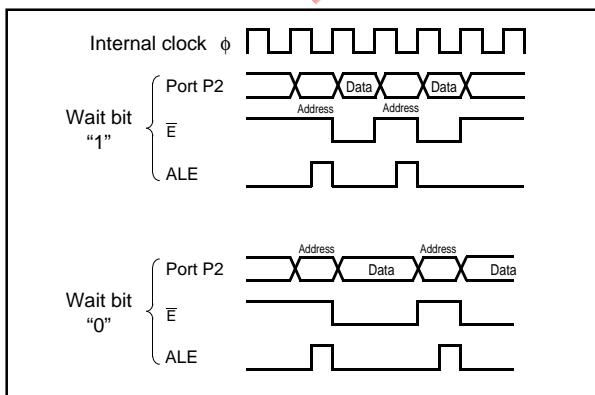 Internal clock ϕ
Port P2
Data
Data
Address
Address
Wait bit
“1”
E̅
ALE
Address
Address
Port P2
Data
Data
Wait bit
“0”
E̅
ALE